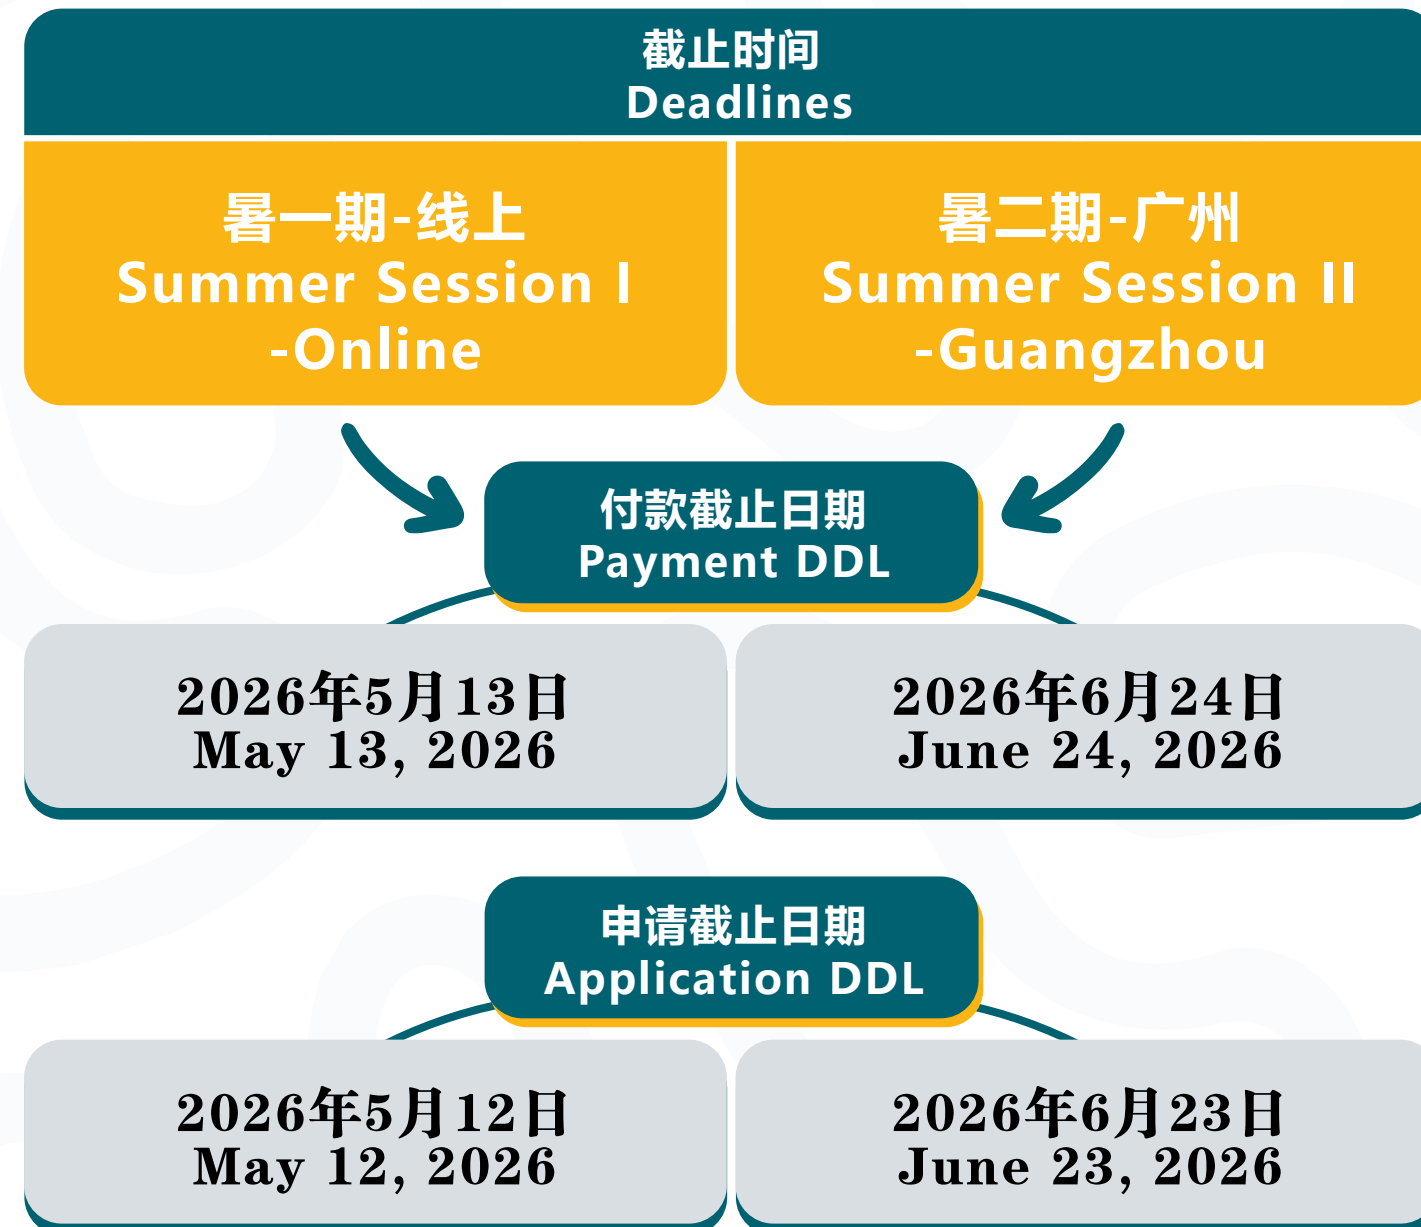 截止时间
Deadlines
暑一期-线上
Summer Session I
-Online
暑二期-广州
Summer Session II
-Guangzhou
付款截止日期
Payment DDL
2026年5月13日
May 13, 2026
2026年6月24日
June 24, 2026
申请截止日期
Application DDL
2026年5月12日
May 12, 2026
2026年6月23日
June 23, 2026